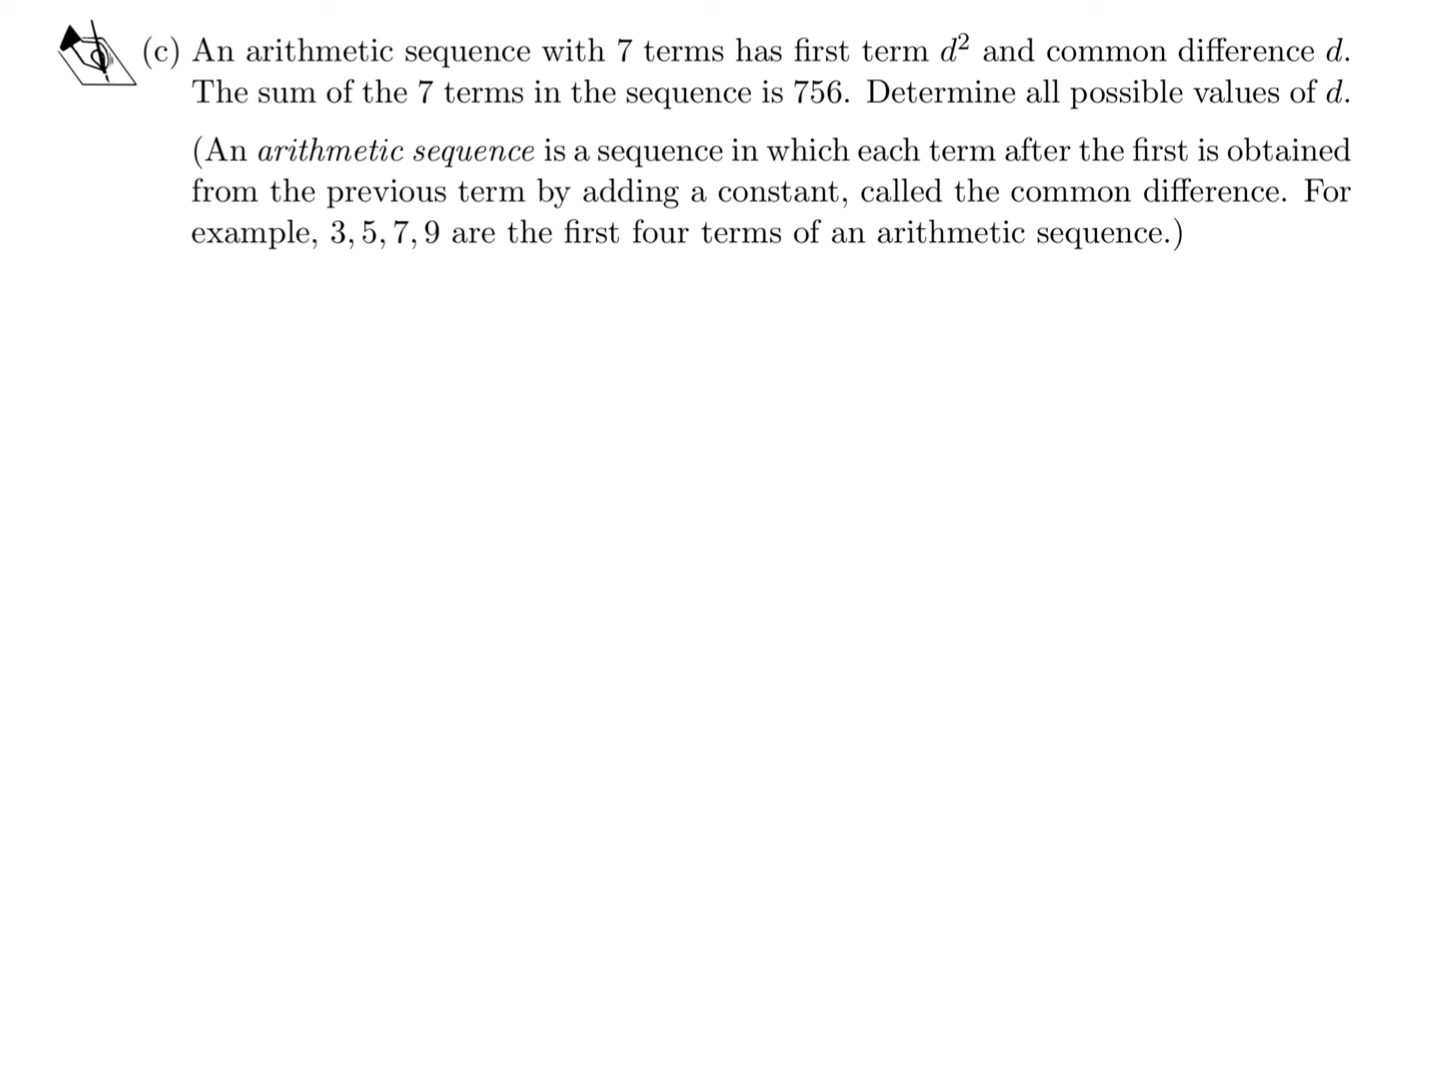 (c) An arithmetic sequence with 7 terms has first term d² and common difference d.
The sum of the 7 terms in the sequence is 756. Determine all possible values of d.
(An arithmetic sequence is a sequence in which each term after the first is obtained
from the previous term by adding a constant, called the common difference. For
example, 3, 5, 7, 9 are the first four terms of an arithmetic sequence.)